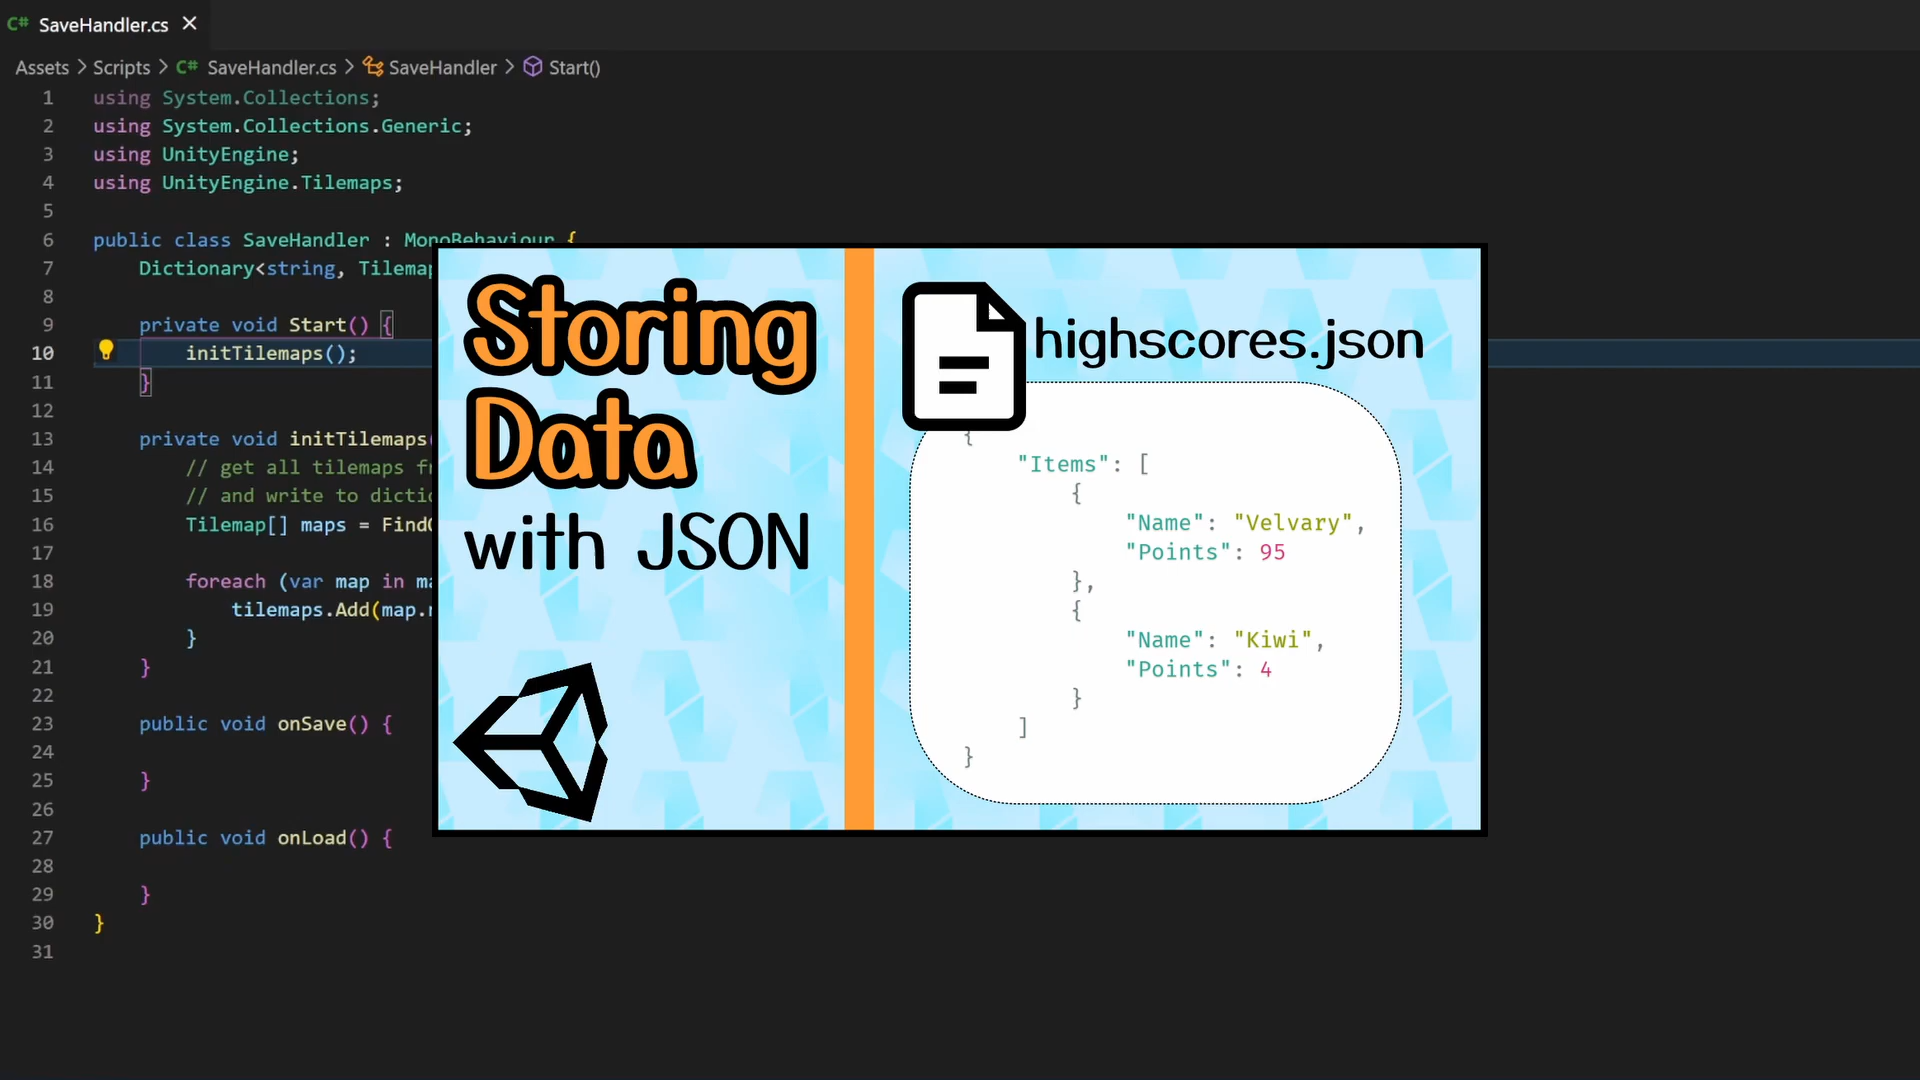 C# SaveHandler.cs ×
Assets > Scripts > C# SaveHandler.cs > SaveHandler > Start()
1 using System.Collections;
2 using System.Collections.Generic;
3 using UnityEngine;
4 using UnityEngine.Tilemaps;
5
6 public class SaveHandler : MonoBehaviour {
7 Dictionary<string, Tilemap
8
9 private void Start() {
10 initTilemaps();
11 }
12
13 private void initTilemaps(
14 // get all tilemaps
15 // and write to
16 Tilemap[] maps =
17
18 foreach (var map in
19 tilemaps.Add(map.
20 }
21 }
22
23 public void onSave() {
24
25 }
26
27 public void onLoad() {
28
29 }
30 }
31
Storing
Data
with JSON
highscores.json
{
"Items": [
{
"Name": "Velvary",
"Points": 95
},
{
"Name": "Kiwi",
"Points": 4
}
]
}